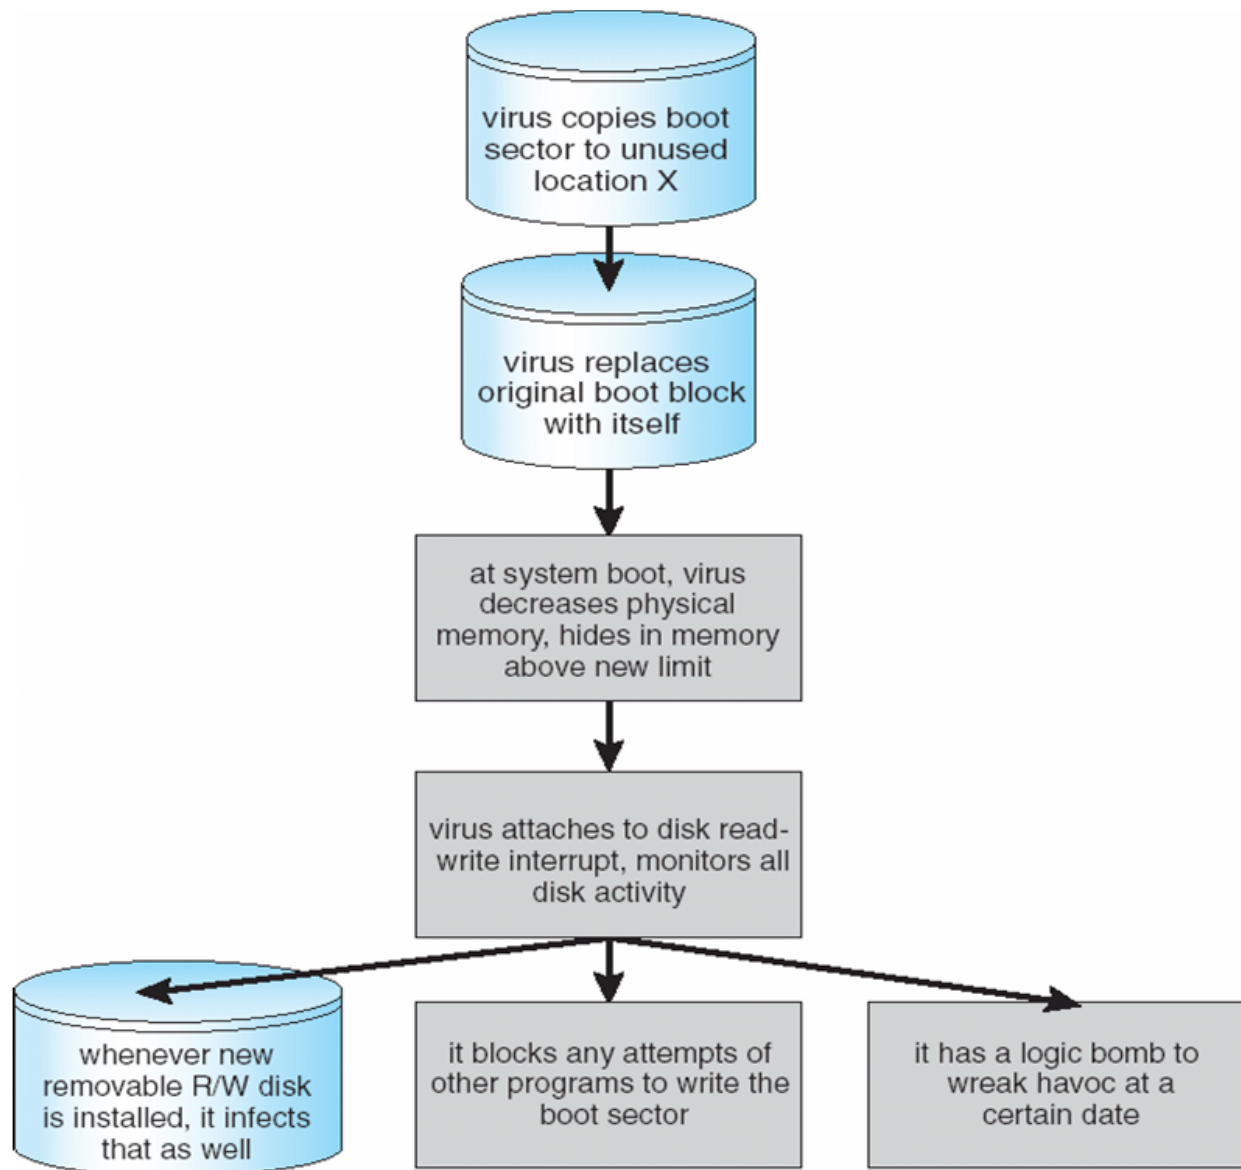 virus copies boot
sector to unused
location X
virus replaces
original boot block
with itself
at system boot, virus
decreases physical
memory, hides in memory
above new limit
virus attaches to disk read-
write interrupt, monitors all
disk activity
whenever new
removable R/W disk
is installed, it infects
that as well
it blocks any attempts of
other programs to write the
boot sector
it has a logic bomb to
wreak havoc at a
certain date